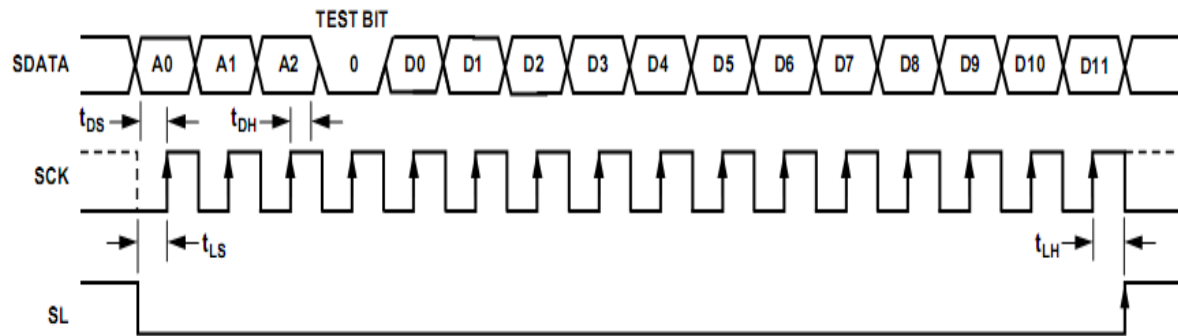 TEST BIT
SDATA A0 A1 A2 0 D0 D1 D2 D3 D4 D5 D6 D7 D8 D9 D10 D11
tDS tDH
SCK
tLS tLH
SL